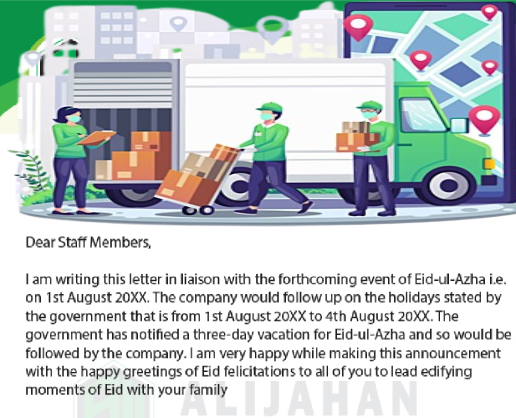 Dear Staff Members,
I am writing this letter in liaison with the forthcoming event of Eid-ul-Azha i.e.
on 1st August 20XX. The company would follow up on the holidays stated by
the government that is from 1st August 20XX to 4th August 20XX. The
government has notified a three-day vacation for Eid-ul-Azha and so would be
followed by the company. I am very happy while making this announcement
with the happy greetings of Eid felicitations to all of you to lead edifying
moments of Eid with your family
ALIJAHAN